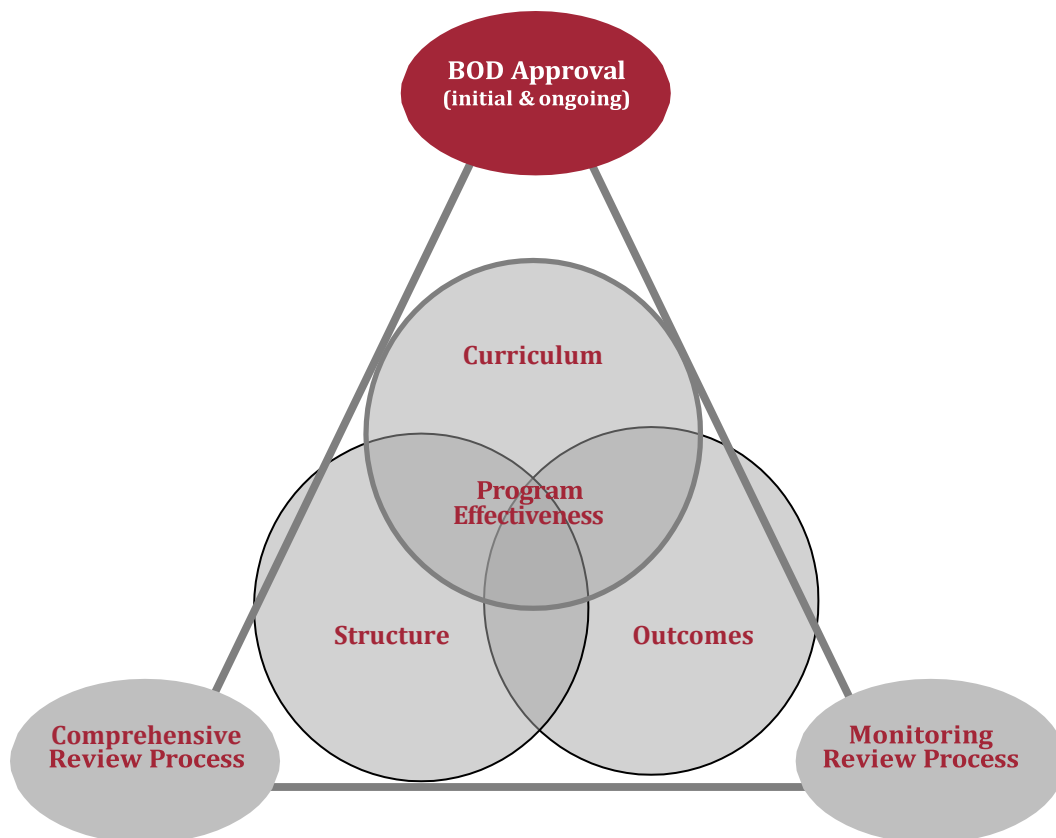 BOD Approval
(initial & ongoing)
Curriculum
Program
Effectiveness
Structure
Outcomes
Comprehensive
Review Process
Monitoring
Review Process